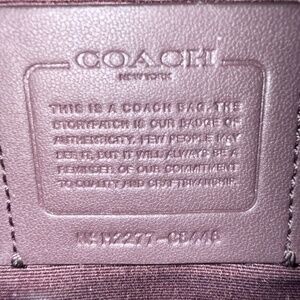 COACH
NEW YORK
THIS IS A COACH BAG. THE
STORYPATCH IS OUR BADGE OF
AUTHENTICITY. FEW PEOPLE MAY
SEE IT, BUT IT WILL ALWAYS BE A
REMINDER OF OUR COMMITMENT
TO QUALITY AND CRAFTSMANSHIP.